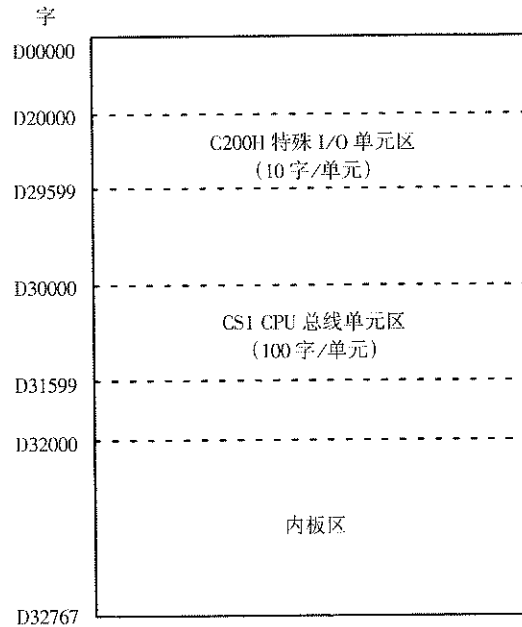 字
D00000
D20000
C200H 特殊 I/O 单元区
(10 字/单元)
D29599
D30000
CS1 CPU 总线单元区
(100 字/单元)
D31599
D32000
内板区
D32767